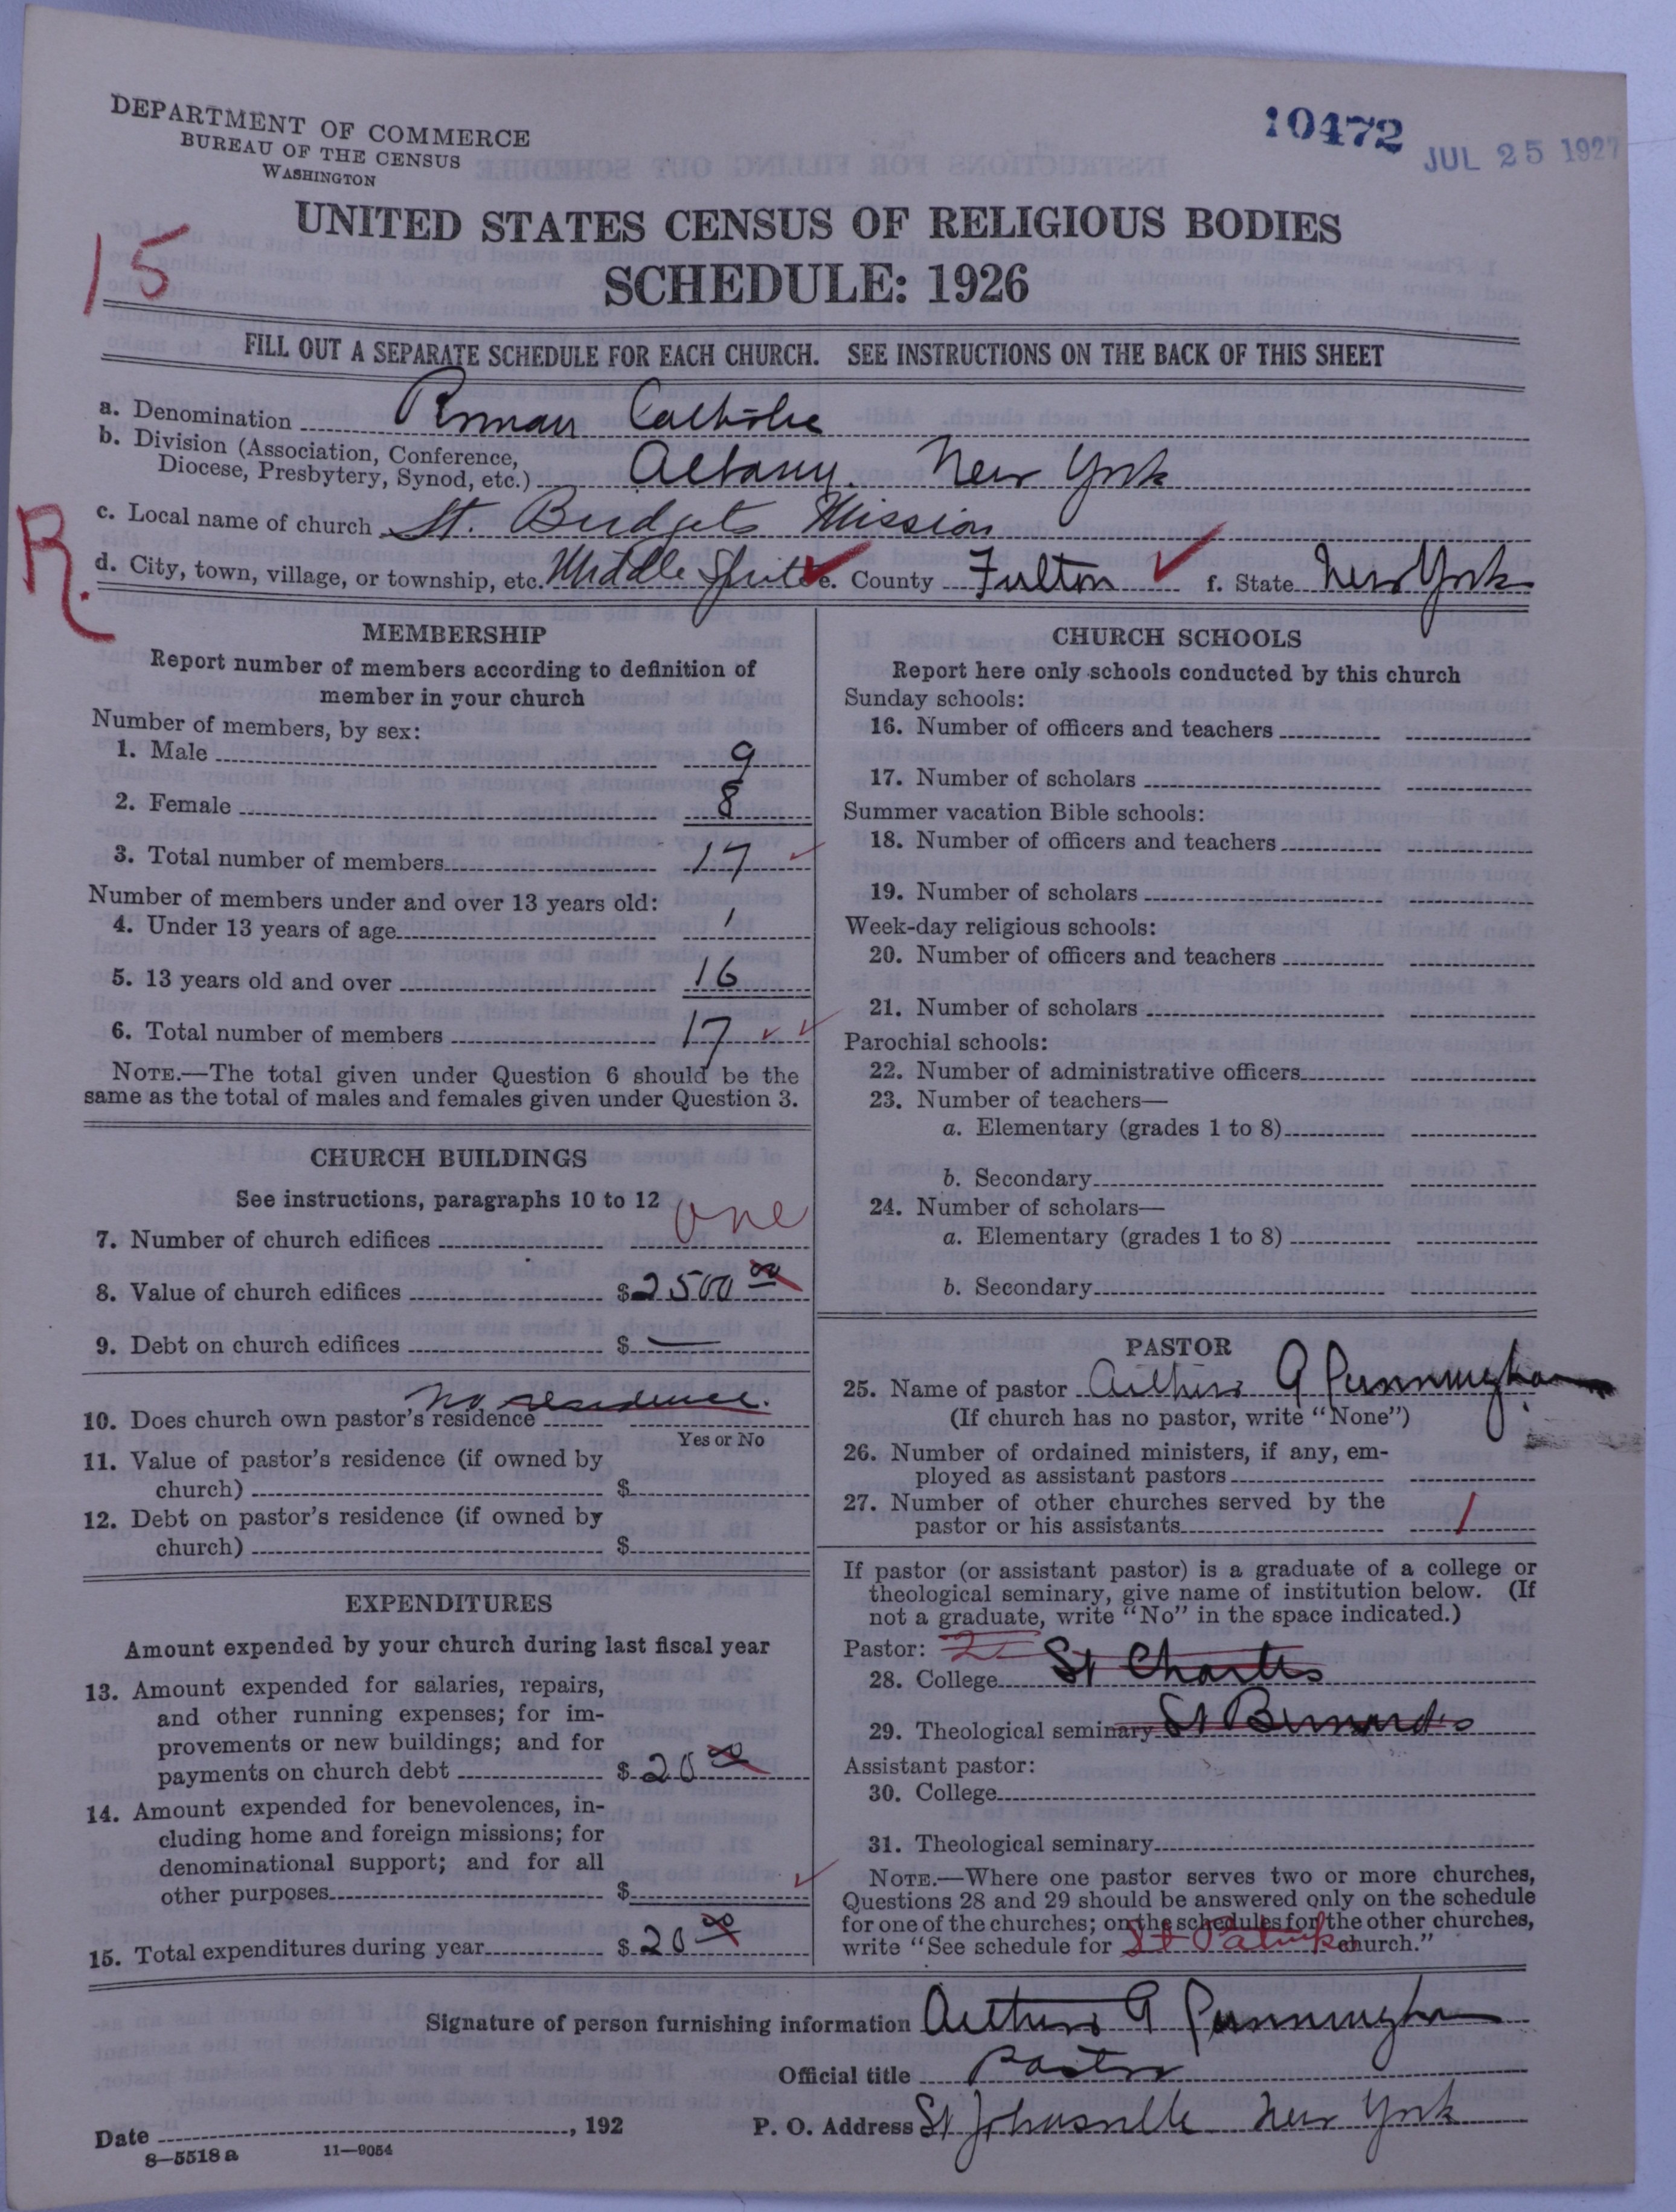 DEPARTMENT OF COMMERCE
BUREAU OF THE CENSUS
WASHINGTON
10472
JUL 25 1927
UNITED STATES CENSUS OF RELIGIOUS BODIES
15
SCHEDULE: 1926
FILL OUT A SEPARATE SCHEDULE FOR EACH CHURCH. SEE INSTRUCTIONS ON THE BACK OF THIS SHEET
a. Denomination Roman Catholic
b. Division (Association, Conference,
Diocese, Presbytery, Synod, etc.) Albany. New York
R.
c. Local name of church St. Bridgets Mission
d. City, town, village, or township, etc. Middle Sprite e. County Fulton f. State New York
MEMBERSHIP
Report number of members according to definition of
member in your church
Number of members, by sex:
1. Male 9
2. Female 8
3. Total number of members 17
Number of members under and over 13 years old:
4. Under 13 years of age 1
5. 13 years old and over 16
6. Total number of members 17
NOTE.—The total given under Question 6 should be the
same as the total of males and females given under Question 3.
CHURCH BUILDINGS
See instructions, paragraphs 10 to 12
7. Number of church edifices one
8. Value of church edifices $2500 00
9. Debt on church edifices $ —
10. Does church own pastor's residence no residence.
Yes or No
11. Value of pastor's residence (if owned by
church) $
12. Debt on pastor's residence (if owned by
church) $
EXPENDITURES
Amount expended by your church during last fiscal year
13. Amount expended for salaries, repairs,
and other running expenses; for im-
provements or new buildings; and for
payments on church debt $ 20 00
14. Amount expended for benevolences, in-
cluding home and foreign missions; for
denominational support; and for all
other purposes $
15. Total expenditures during year $ 20 00
CHURCH SCHOOLS
Report here only schools conducted by this church
Sunday schools:
16. Number of officers and teachers
17. Number of scholars
Summer vacation Bible schools:
18. Number of officers and teachers
19. Number of scholars
Week-day religious schools:
20. Number of officers and teachers
21. Number of scholars
Parochial schools:
22. Number of administrative officers
23. Number of teachers—
a. Elementary (grades 1 to 8)
b. Secondary
24. Number of scholars—
a. Elementary (grades 1 to 8)
b. Secondary
PASTOR
25. Name of pastor Arthur A Cunningham
(If church has no pastor, write "None")
26. Number of ordained ministers, if any, em-
ployed as assistant pastors
27. Number of other churches served by the
pastor or his assistants 1
If pastor (or assistant pastor) is a graduate of a college or
theological seminary, give name of institution below. (If
not a graduate, write "No" in the space indicated.)
Pastor:
28. College St Charles
29. Theological seminary St Bernard's
Assistant pastor:
30. College
31. Theological seminary
NOTE.—Where one pastor serves two or more churches,
Questions 28 and 29 should be answered only on the schedule
for one of the churches; on the schedules for the other churches,
write "See schedule for St Patricks church."
Signature of person furnishing information Arthur A Cunningham
Official title Pastor
Date , 192
P. O. Address St Johnsville New York
8—5518 a 11—9054